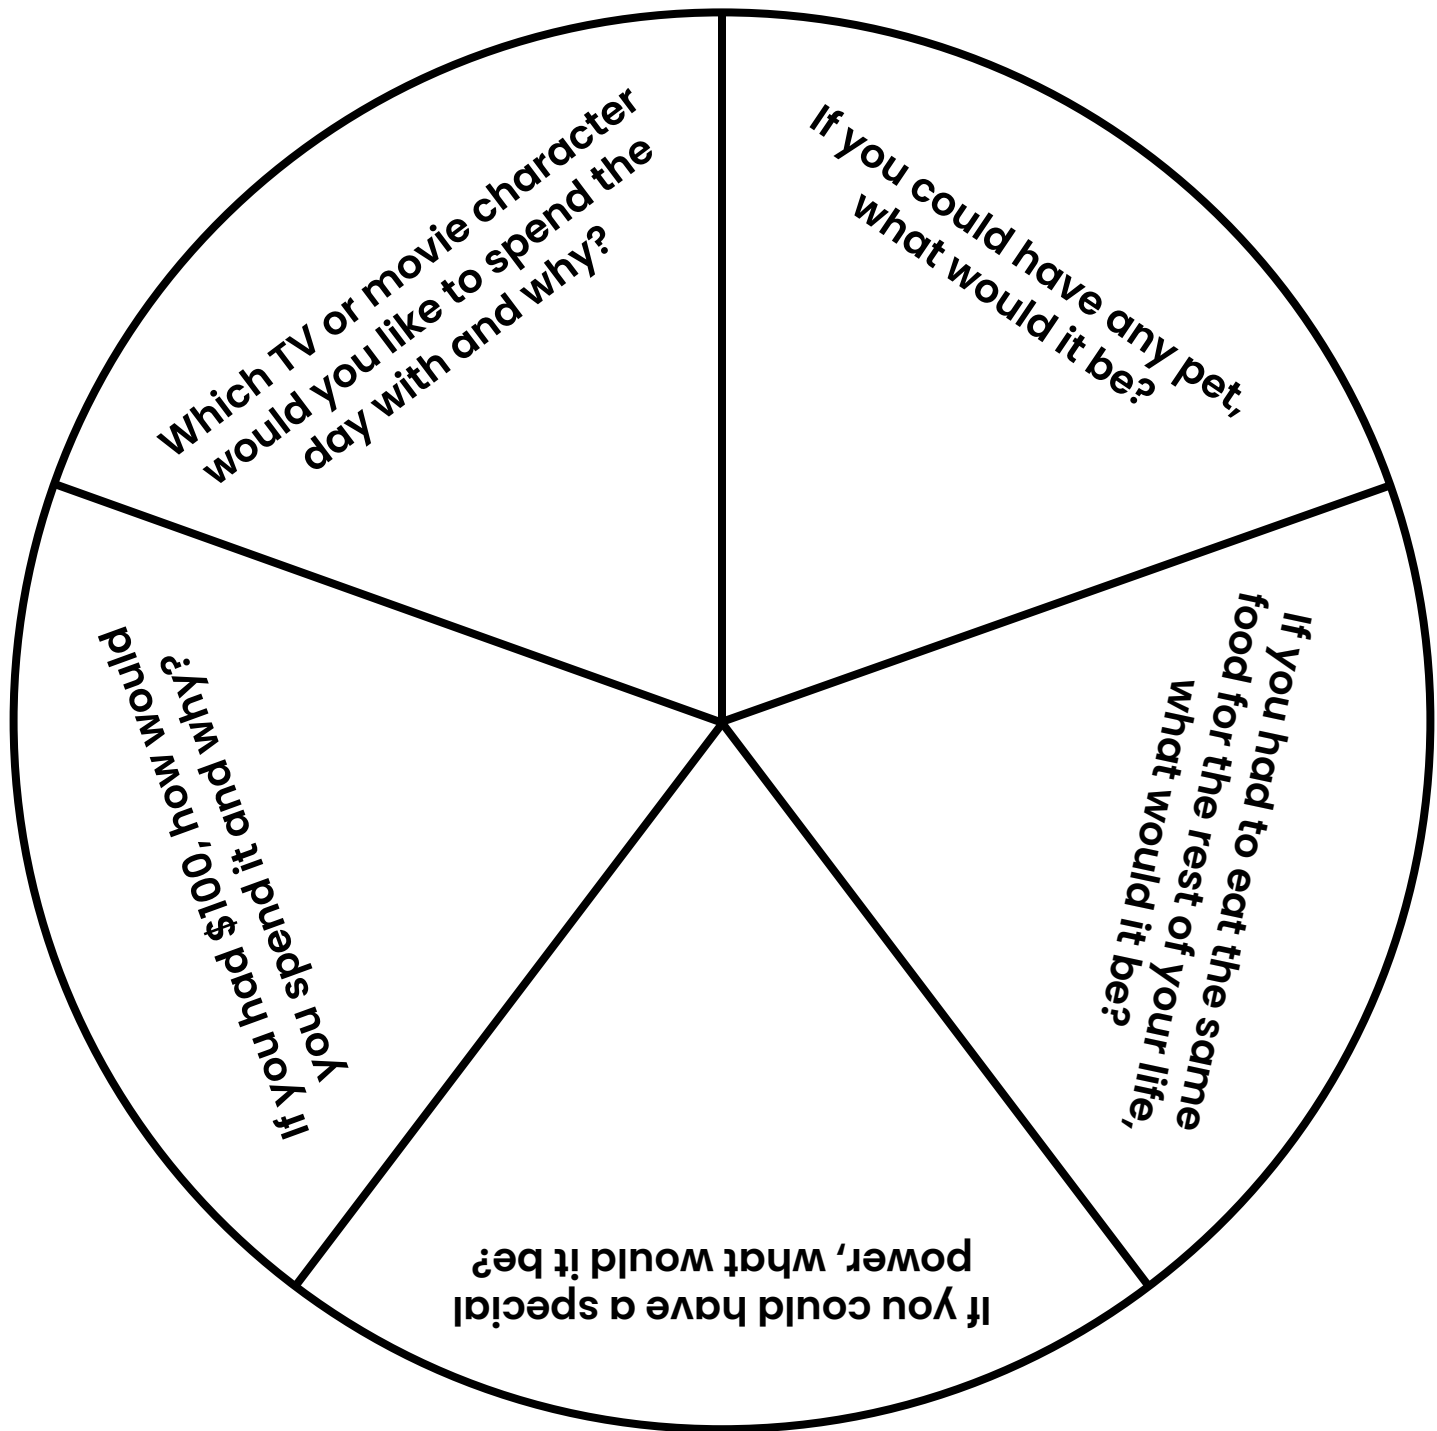 Which TV or movie character
would you like to spend the
day with and why?
If you could have any pet,
what would it be?
If you had to eat the same
food for the rest of your life,
what would it be?
If you could have a special
power, what would it be?
If you had $100, how would
you spend it and why?